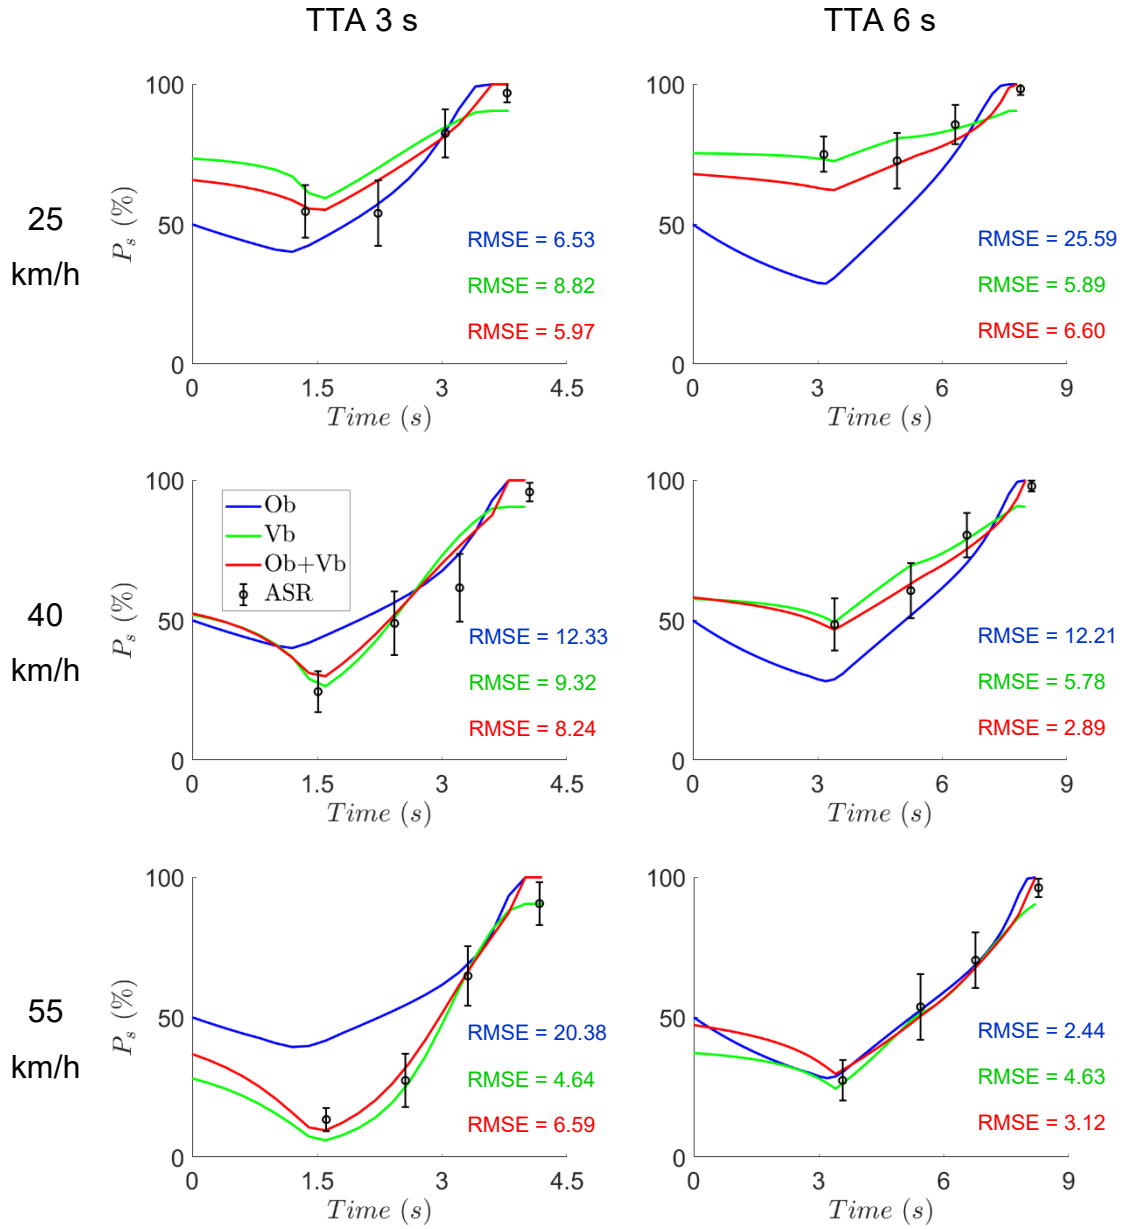 TTA 3 s
TTA 6 s
25
km/h
P_s (%)
100
50
0
RMSE = 6.53
RMSE = 8.82
RMSE = 5.97
0 1.5 3 4.5
Time (s)
100
50
0
RMSE = 25.59
RMSE = 5.89
RMSE = 6.60
0 3 6 9
Time (s)
40
km/h
P_s (%)
100
50
0
Ob
Vb
Ob+Vb
ASR
RMSE = 12.33
RMSE = 9.32
RMSE = 8.24
0 1.5 3 4.5
Time (s)
100
50
0
RMSE = 12.21
RMSE = 5.78
RMSE = 2.89
0 3 6 9
Time (s)
55
km/h
P_s (%)
100
50
0
RMSE = 20.38
RMSE = 4.64
RMSE = 6.59
0 1.5 3 4.5
Time (s)
100
50
0
RMSE = 2.44
RMSE = 4.63
RMSE = 3.12
0 3 6 9
Time (s)